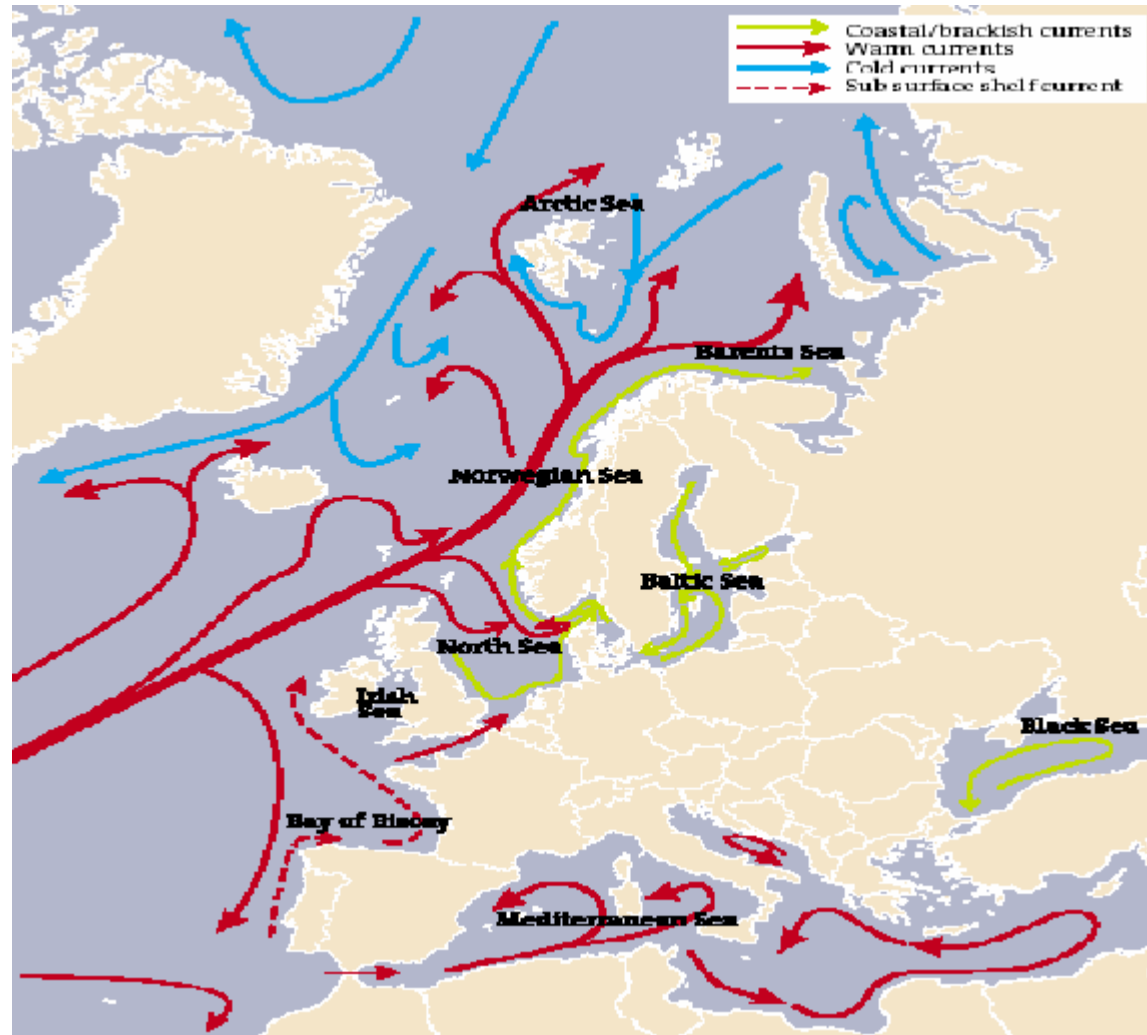 Coastal/brackish currents
Warm currents
Cold currents
Sub surface shelf current
Arctic Sea
Barents Sea
Norwegian Sea
Baltic Sea
North Sea
Irish
Sea
Black Sea
Bay of Biscay
Mediterranean Sea